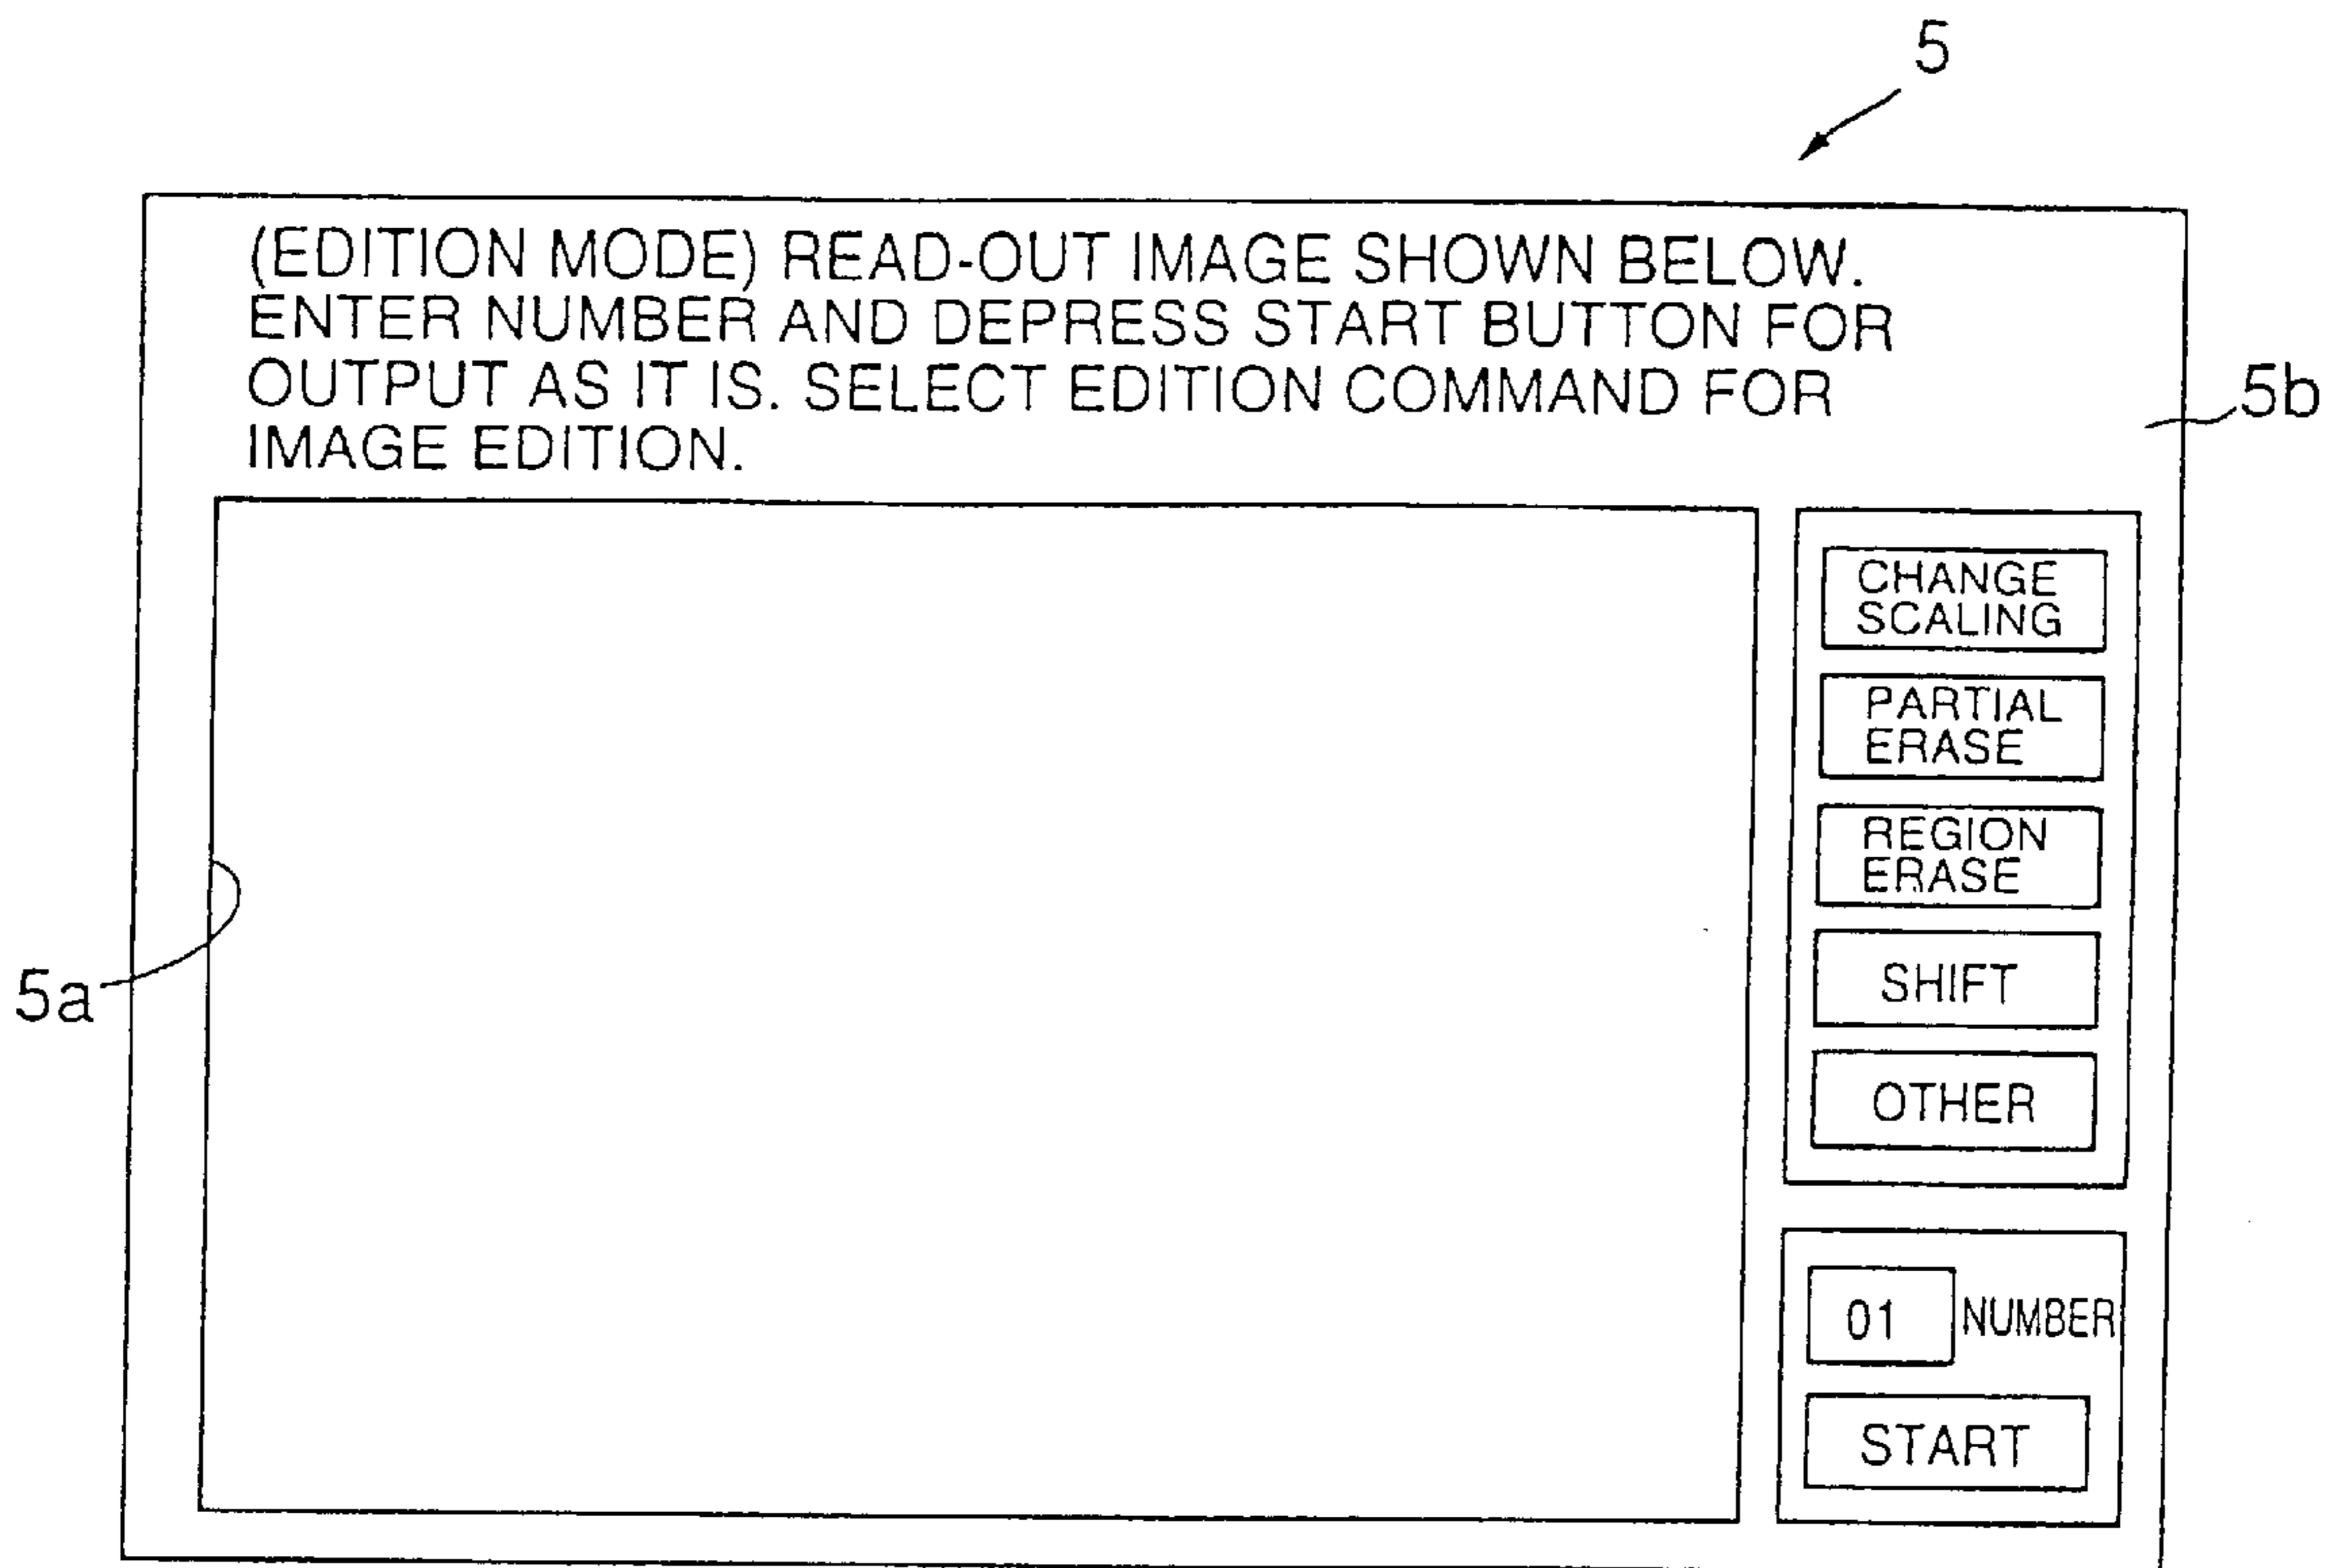 5
(EDITION MODE) READ-OUT IMAGE SHOWN BELOW.
ENTER NUMBER AND DEPRESS START BUTTON FOR
OUTPUT AS IT IS. SELECT EDITION COMMAND FOR
IMAGE EDITION.
5b
CHANGE
SCALING
PARTIAL
ERASE
REGION
ERASE
5a
SHIFT
OTHER
01 NUMBER
START